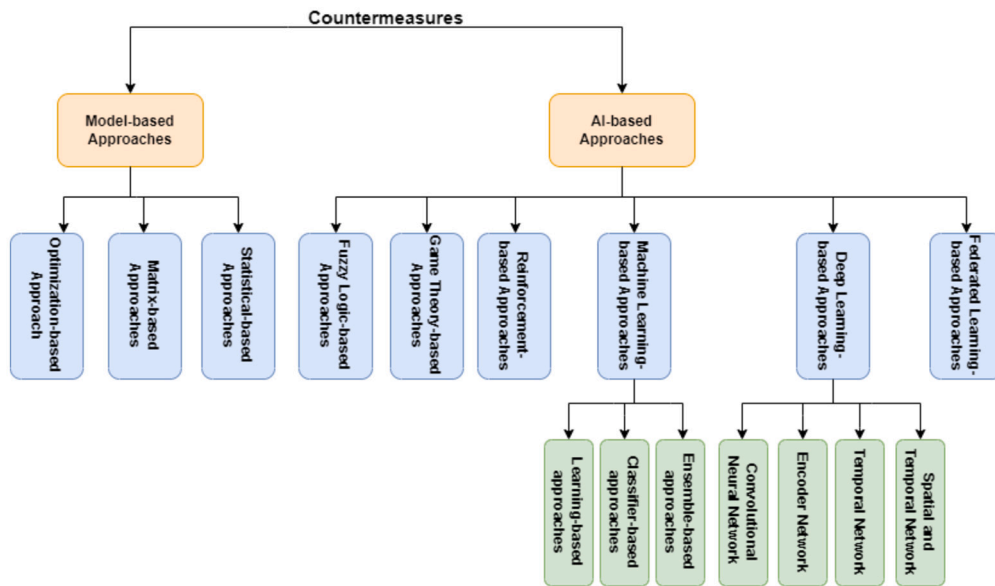 Countermeasures
Model-based
Approaches
AI-based
Approaches
Optimization-based
Approach
Matrix-based
Approaches
Statistical-based
Approaches
Fuzzy Logic-based
Approaches
Game Theory-based
Approaches
Reinforcement-
based Approaches
Machine Learning-
based Approaches
Deep Learning-
based Approaches
Federated Learning-
based Approaches
Learning-based
approaches
Classifier-based
approaches
Ensemble-based
approaches
Convolutional
Neural Network
Encoder Network
Temporal Network
Spatial and
Temporal Network